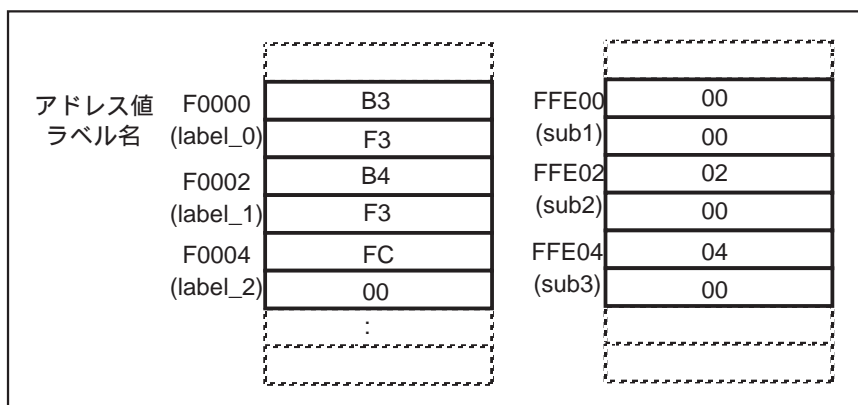 アドレス値
ラベル名
F0000
(label_0)
B3
F3
F0002
(label_1)
B4
F3
F0004
(label_2)
FC
00
:
FFE00
(sub1)
00
00
FFE02
(sub2)
02
00
FFE04
(sub3)
04
00